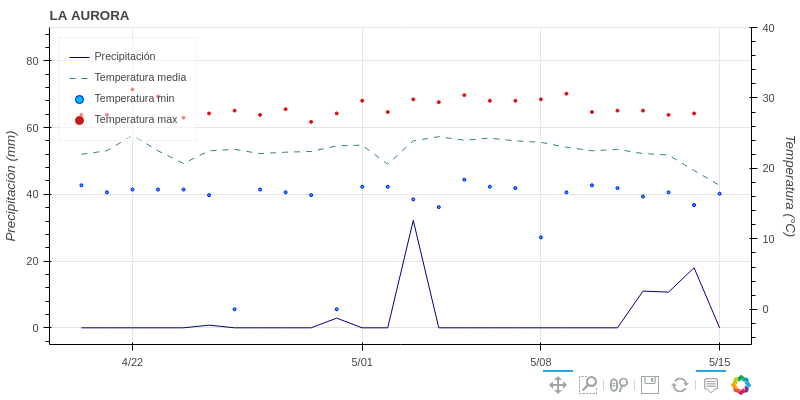 LA AURORA
Precipitación
Temperatura media
Temperatura min
Temperatura max
Precipitación (mm)
80
60
40
20
0
Temperatura (°C)
40
30
20
10
0
4/22
5/01
5/08
5/15